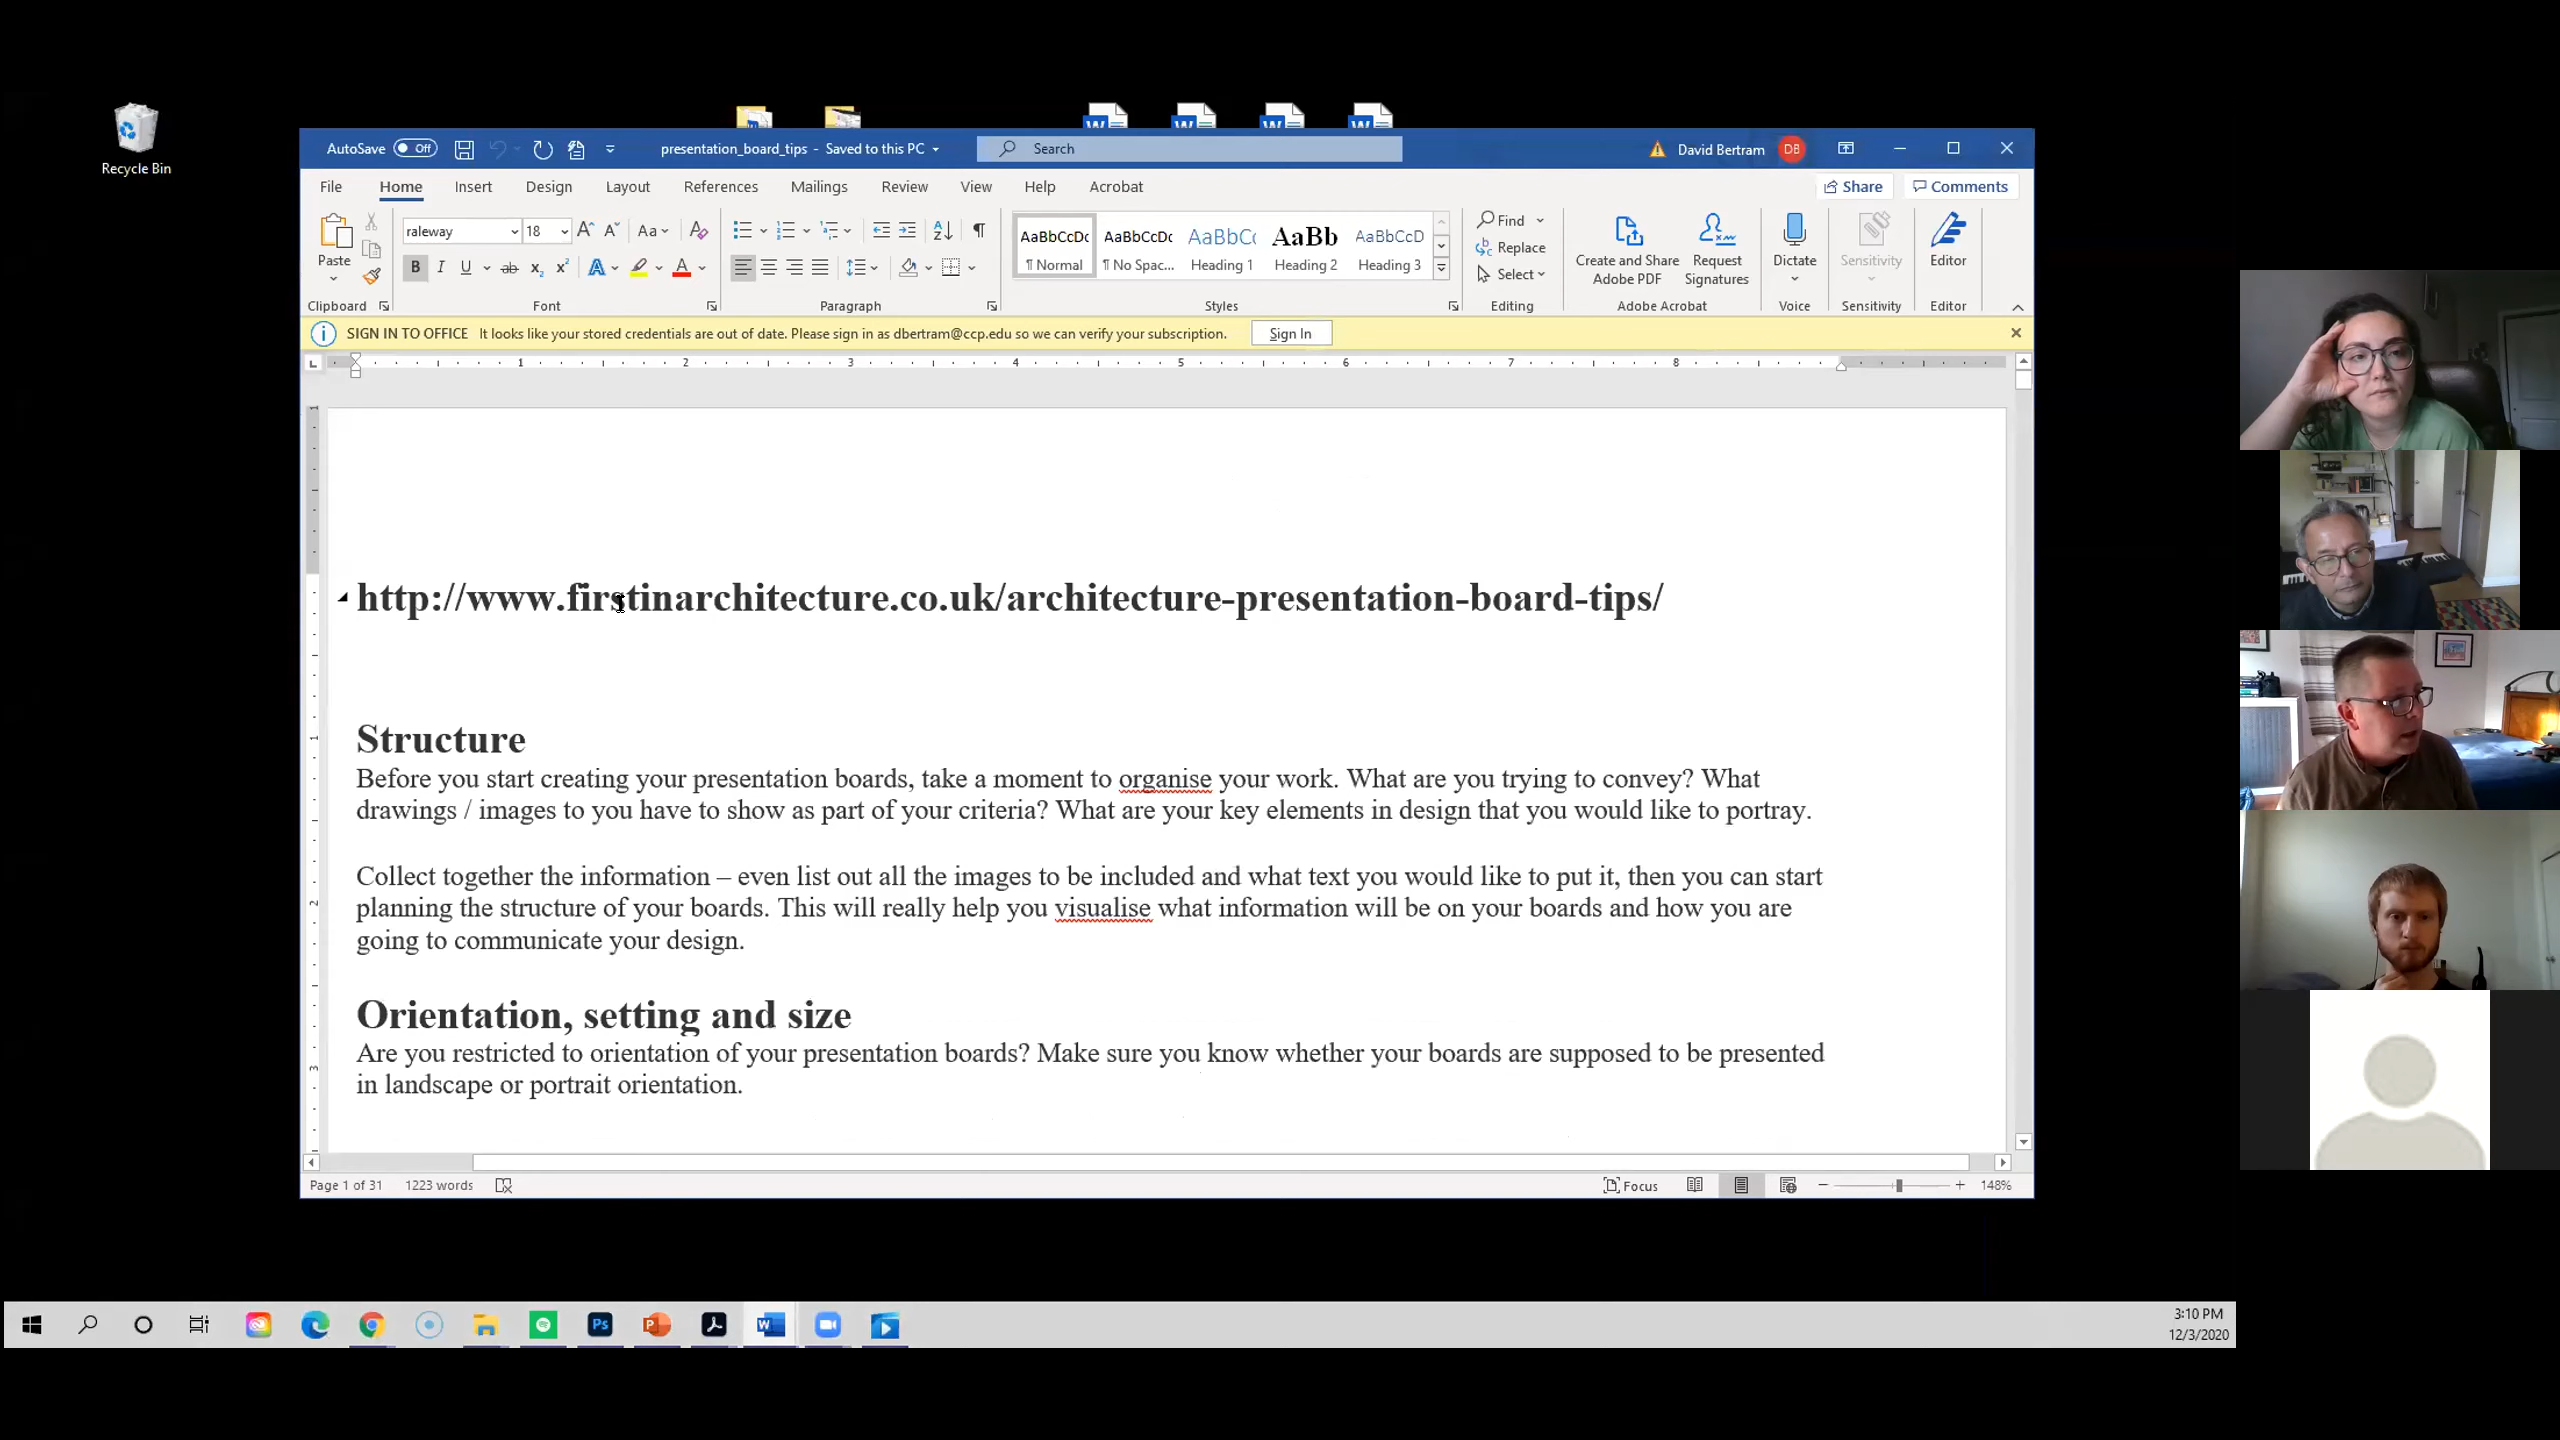 Recycle Bin
AutoSave Off presentation_board_tips - Saved to this PC Search David Bertram DB
File Home Insert Design Layout References Mailings Review View Help Acrobat Share Comments
Paste
Clipboard
raleway 18 Aa
B I U ab x₂ x² A A
Font
Paragraph
AaBbCcDc AaBbCcDc AaBbCc AaBb AaBbCcD
¶ Normal ¶ No Spac... Heading 1 Heading 2 Heading 3
Styles
Find
Replace
Select
Editing
Create and Share Adobe PDF
Request Signatures
Adobe Acrobat
Dictate
Voice
Sensitivity
Sensitivity
Editor
Editor
SIGN IN TO OFFICE It looks like your stored credentials are out of date. Please sign in as dbertram@ccp.edu so we can verify your subscription. Sign In
1 2 3 4 5 6 7 8
http://www.firstinarchitecture.co.uk/architecture-presentation-board-tips/
Structure
Before you start creating your presentation boards, take a moment to organise your work. What are you trying to convey? What
drawings / images to you have to show as part of your criteria? What are your key elements in design that you would like to portray.
Collect together the information – even list out all the images to be included and what text you would like to put it, then you can start
planning the structure of your boards. This will really help you visualise what information will be on your boards and how you are
going to communicate your design.
Orientation, setting and size
Are you restricted to orientation of your presentation boards? Make sure you know whether your boards are supposed to be presented
in landscape or portrait orientation.
Page 1 of 31 1223 words Focus 148%
Ps P W
3:10 PM
12/3/2020